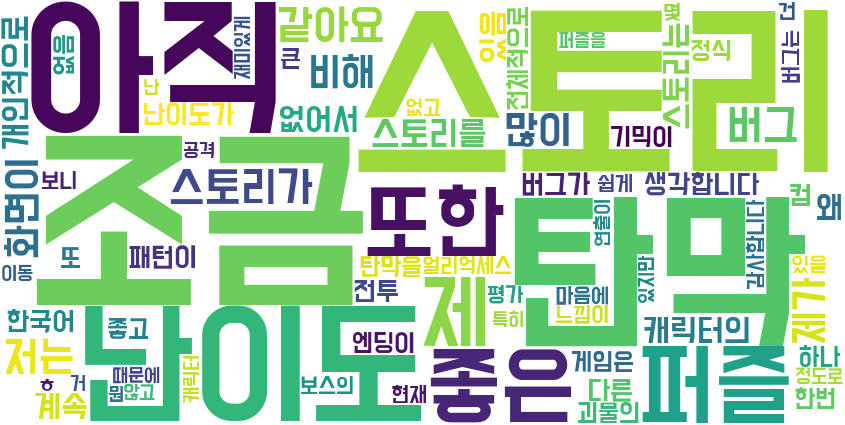 아직
스토리
조금
탄막
난이도
또한
좋은
퍼즐
제
개인적으로
없음
재미있게
같아요
큰
비해
난
난이도가
없어서
없고
스토리를
있음
전체적으로
퍼즐을
많이
기믹이
몇
스토리는
정식
건
버그는
버그
화면이
보니
공격
스토리가
버그가
쉽게
생각합니다
컴
왜
이동
또
패턴이
탄막을
얼리억세스
전투
평가
특히
마음에
느낌이
연출이
있지만
감사합니다
있을
제가
캐릭터의
한국어
좋고
저는
ㅎ
거
계속
때문에
뭔
않고
캐릭터
보스의
엔딩이
현재
게임은
다른
괴물의
하나
정도로
한번